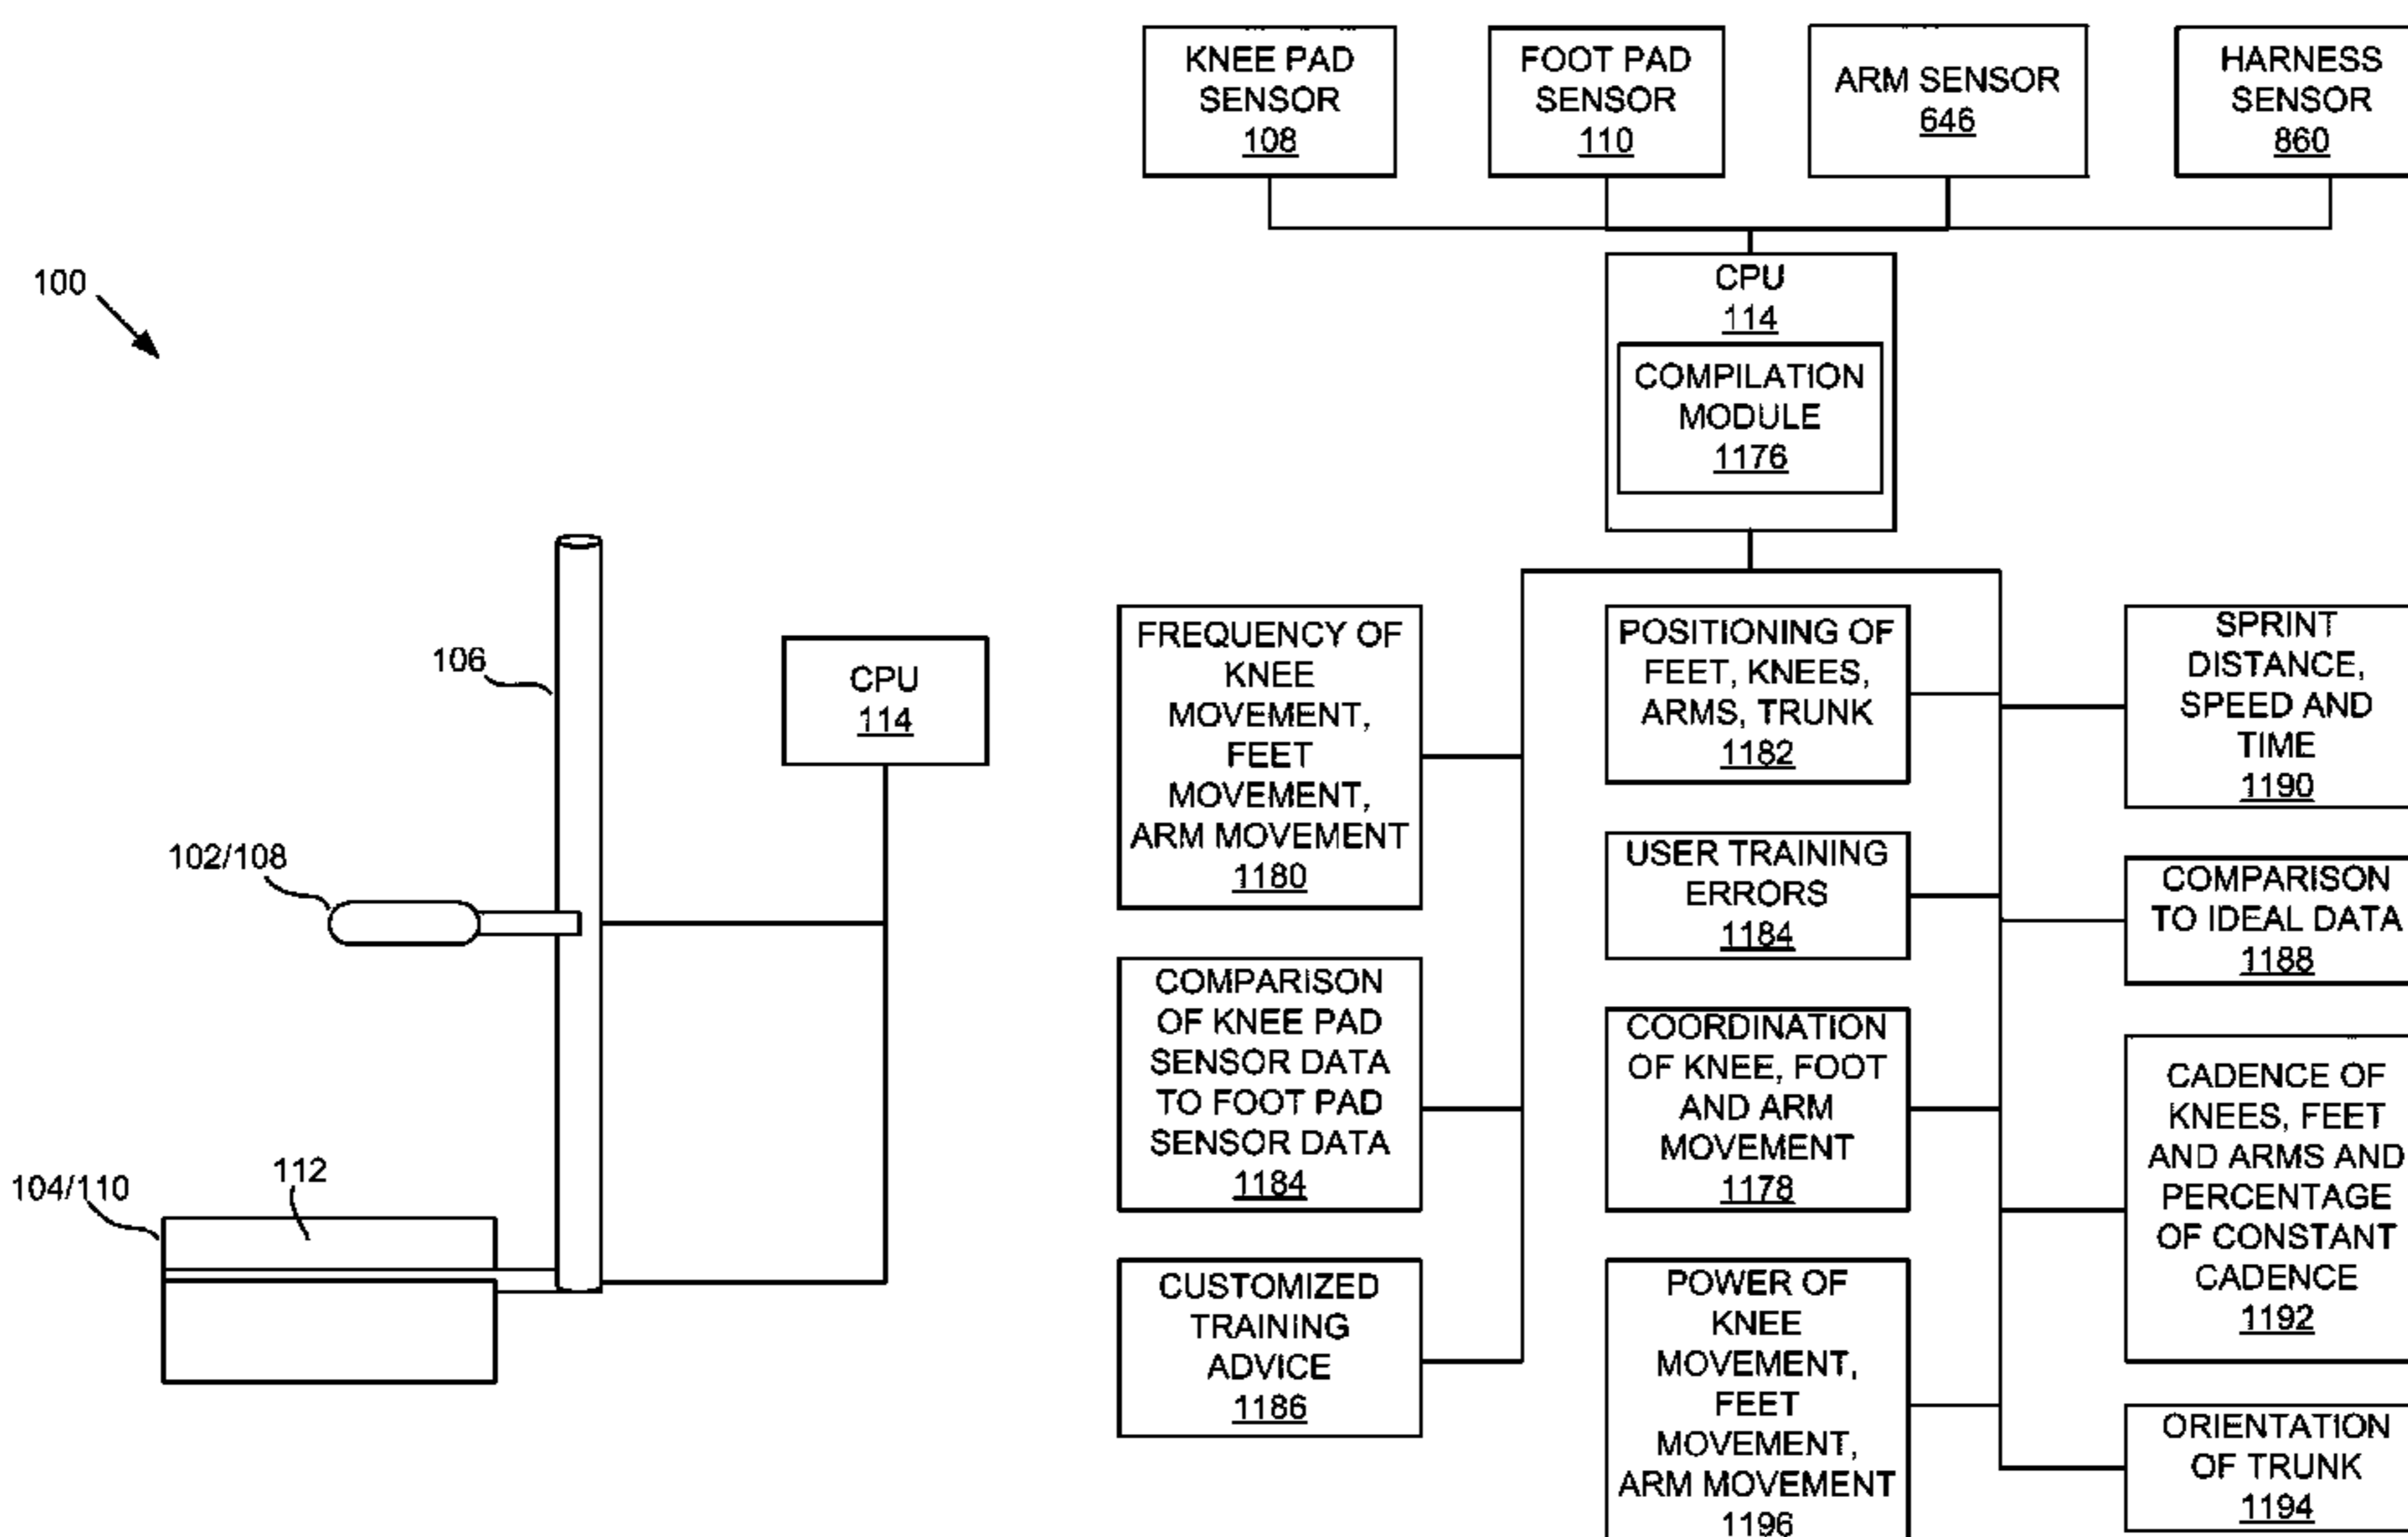 100
106
CPU
114
102/108
104/110
112
KNEE PAD
SENSOR
108
FOOT PAD
SENSOR
110
ARM SENSOR
646
HARNESS
SENSOR
860
CPU
114
COMPILATION
MODULE
1176
FREQUENCY OF
KNEE
MOVEMENT,
FEET
MOVEMENT,
ARM MOVEMENT
1180
COMPARISON
OF KNEE PAD
SENSOR DATA
TO FOOT PAD
SENSOR DATA
1184
CUSTOMIZED
TRAINING
ADVICE
1186
POSITIONING OF
FEET, KNEES,
ARMS, TRUNK
1182
USER TRAINING
ERRORS
1184
COORDINATION
OF KNEE, FOOT
AND ARM
MOVEMENT
1178
POWER OF
KNEE
MOVEMENT,
FEET
MOVEMENT,
ARM MOVEMENT
1196
SPRINT
DISTANCE,
SPEED AND
TIME
1190
COMPARISON
TO IDEAL DATA
1188
CADENCE OF
KNEES, FEET
AND ARMS AND
PERCENTAGE
OF CONSTANT
CADENCE
1192
ORIENTATION
OF TRUNK
1194